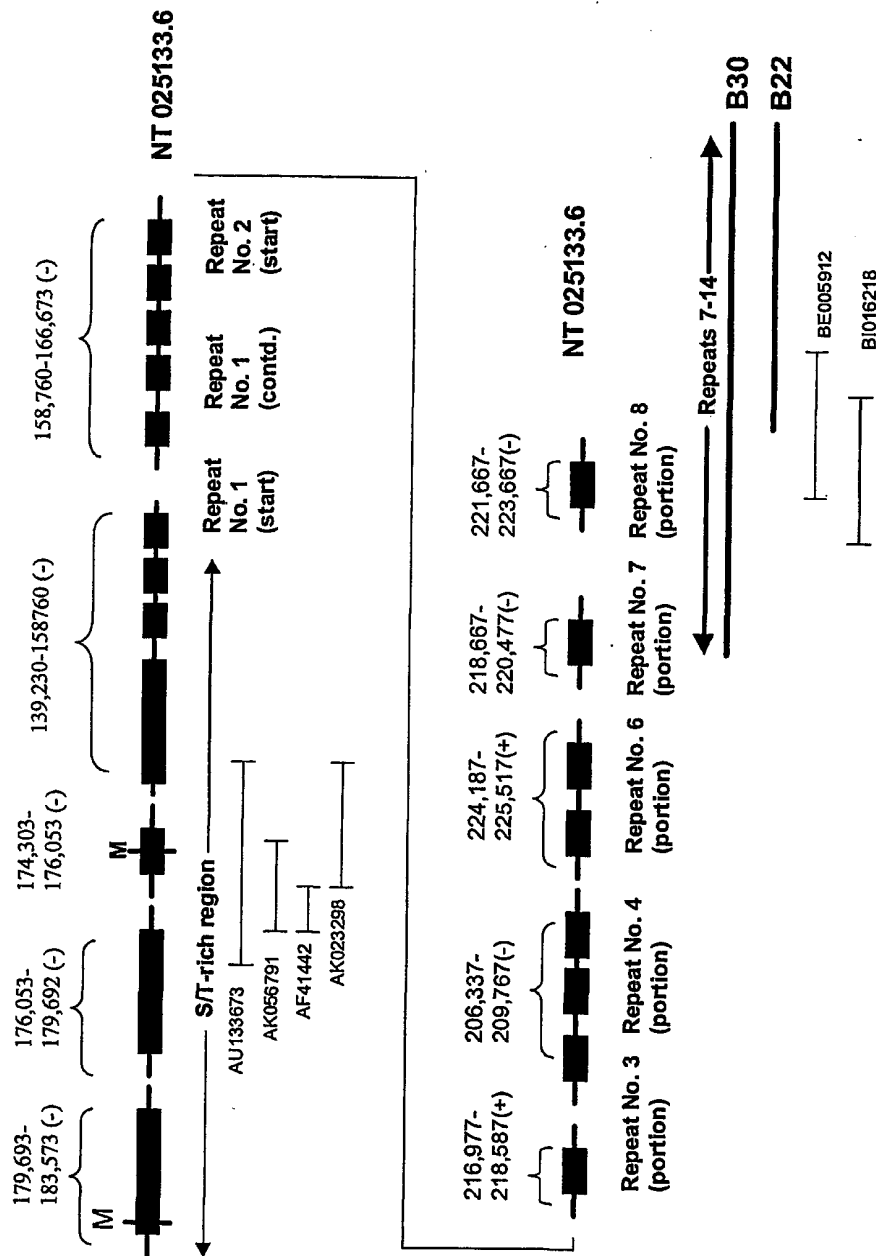 179,693-
183,573 (-)
176,053-
179,692 (-)
174,303-
176,053 (-)
139,230-158760 (-)
158,760-166,673 (-)
M
M
NT 025133.6
S/T-rich region
Repeat
No. 1
(start)
Repeat
No. 1
(contd.)
Repeat
No. 2
(start)
AU133673
AK056791
AF41442
AK023298
216,977-
218,587(+)
206,337-
209,767(-)
224,187-
225,517(+)
218,667-
220,477(-)
221,667-
223,667(-)
NT 025133.6
Repeat No. 3
(portion)
Repeat No. 4
(portion)
Repeat No. 6
(portion)
Repeat No. 7
(portion)
Repeat No. 8
(portion)
Repeats 7-14
B30
B22
BE005912
BI016218